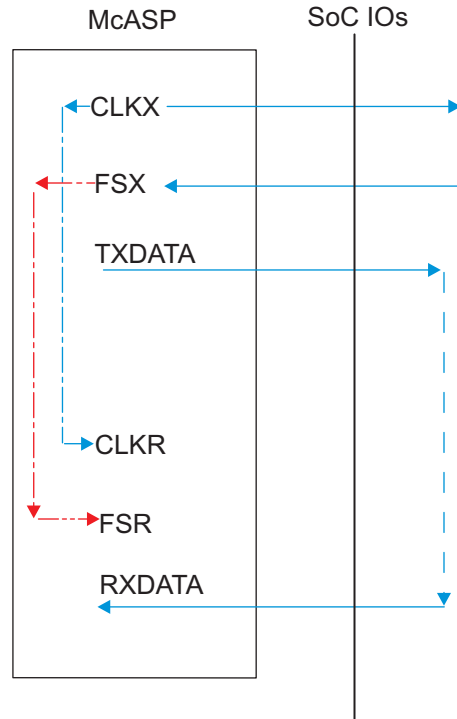 McASP
SoC IOs
CLKX
FSX
TXDATA
CLKR
FSR
RXDATA